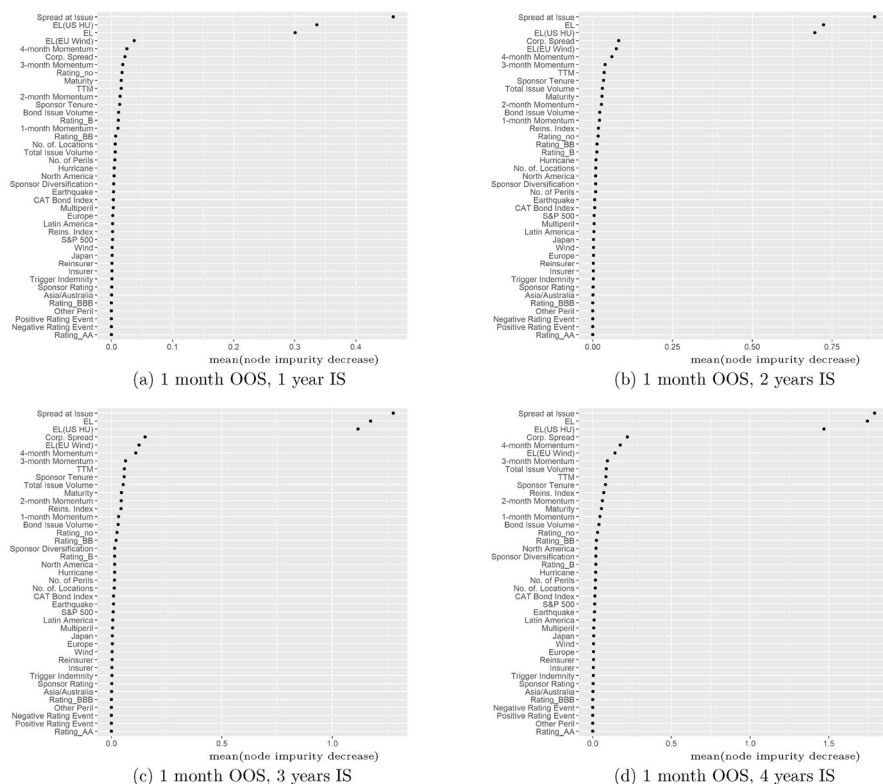 Spread at Issue
EL(US HU)
EL
EL(EU Wind)
4-month Momentum
Corp. Spread
3-month Momentum
Rating_no
Maturity
TTM
2-month Momentum
Sponsor Tenure
Bond Issue Volume
Rating_B
1-month Momentum
Rating_BB
No. of Locations
Total Issue Volume
No. of Perils
Hurricane
North America
Sponsor Diversification
Earthquake
CAT Bond Index
Multiperil
Europe
Latin America
Reins. Index
S&P 500
Wind
Japan
Reinsurer
Insurer
Trigger Indemnity
Sponsor Rating
Asia/Australia
Rating_BBB
Other Peril
Positive Rating Event
Negative Rating Event
Rating_AA
0.0 0.1 0.2 0.3 0.4
mean(node impurity decrease)
(a) 1 month OOS, 1 year IS
Spread at Issue
EL
EL(US HU)
Corp. Spread
EL(EU Wind)
4-month Momentum
3-month Momentum
TTM
Sponsor Tenure
Total Issue Volume
Maturity
2-month Momentum
Bond Issue Volume
1-month Momentum
Reins. Index
Rating_no
Rating_BB
Rating_B
Hurricane
No. of Locations
North America
Sponsor Diversification
No. of Perils
Earthquake
CAT Bond Index
S&P 500
Multiperil
Latin America
Japan
Wind
Europe
Reinsurer
Insurer
Trigger Indemnity
Sponsor Rating
Asia/Australia
Rating_BBB
Other Peril
Negative Rating Event
Positive Rating Event
Rating_AA
0.00 0.25 0.50 0.75
mean(node impurity decrease)
(b) 1 month OOS, 2 years IS
Spread at Issue
EL
EL(US HU)
Corp. Spread
EL(EU Wind)
4-month Momentum
3-month Momentum
TTM
Sponsor Tenure
Total Issue Volume
Maturity
2-month Momentum
Reins. Index
1-month Momentum
Bond Issue Volume
Rating_no
Rating_BB
Sponsor Diversification
Rating_B
North America
Hurricane
No. of Perils
No. of Locations
CAT Bond Index
Earthquake
S&P 500
Latin America
Multiperil
Japan
Europe
Wind
Reinsurer
Insurer
Trigger Indemnity
Sponsor Rating
Asia/Australia
Rating_BBB
Other Peril
Negative Rating Event
Positive Rating Event
Rating_AA
0.0 0.5 1.0
mean(node impurity decrease)
(c) 1 month OOS, 3 years IS
Spread at Issue
EL
EL(US HU)
Corp. Spread
4-month Momentum
EL(EU Wind)
3-month Momentum
Total Issue Volume
TTM
Sponsor Tenure
Reins. Index
2-month Momentum
Maturity
1-month Momentum
Bond Issue Volume
Rating_no
Rating_BB
North America
Sponsor Diversification
Rating_B
Hurricane
No. of Perils
No. of Locations
CAT Bond Index
S&P 500
Earthquake
Latin America
Multiperil
Japan
Wind
Europe
Reinsurer
Insurer
Trigger Indemnity
Sponsor Rating
Asia/Australia
Rating_BBB
Negative Rating Event
Positive Rating Event
Other Peril
Rating_AA
0.0 0.5 1.0 1.5
mean(node impurity decrease)
(d) 1 month OOS, 4 years IS